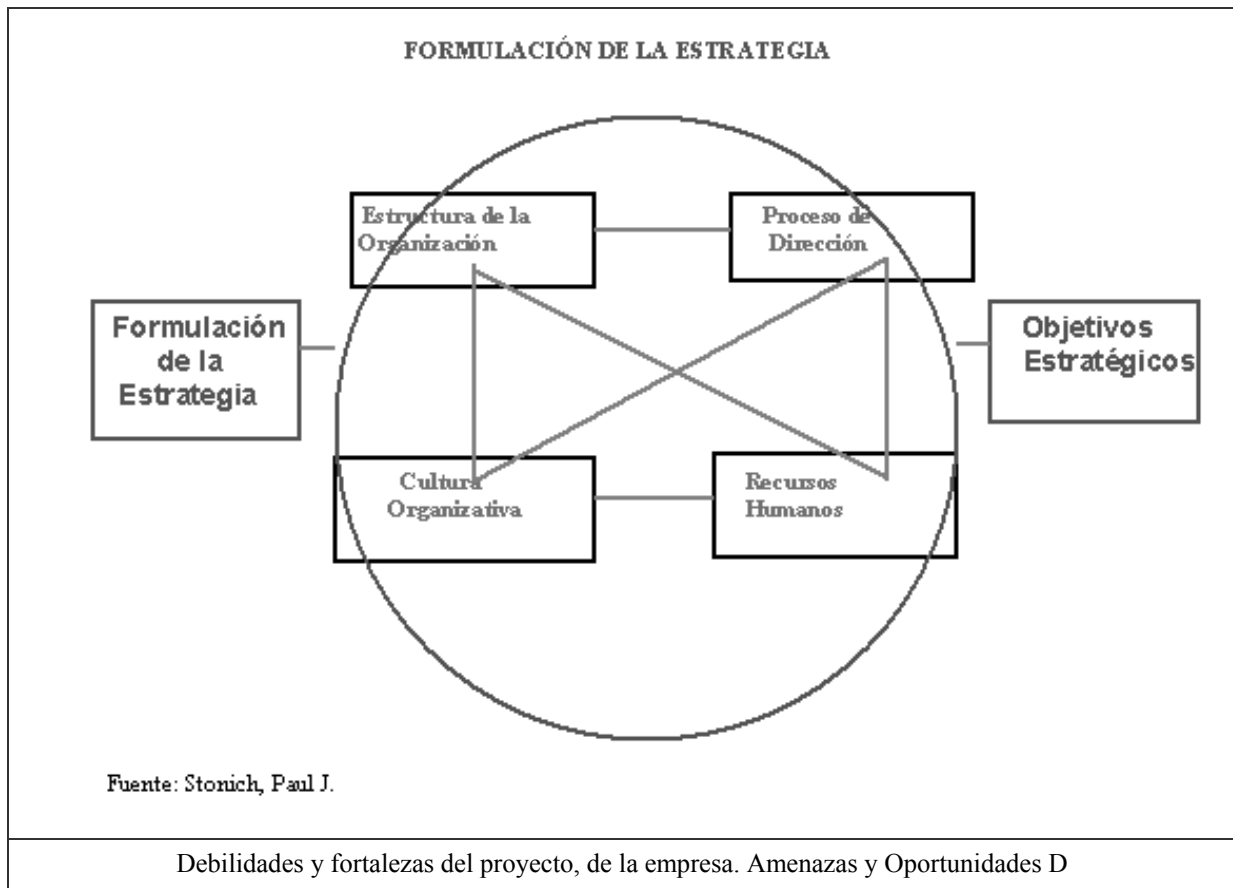 FORMULACIÓN DE LA ESTRATEGIA
Estructura de la
Organización
Proceso de
Dirección
Formulación
de la
Estrategia
Objetivos
Estratégicos
Cultura
Organizativa
Recursos
Humanos
Fuente: Stonich, Paul J.
Debilidades y fortalezas del proyecto, de la empresa. Amenazas y Oportunidades D